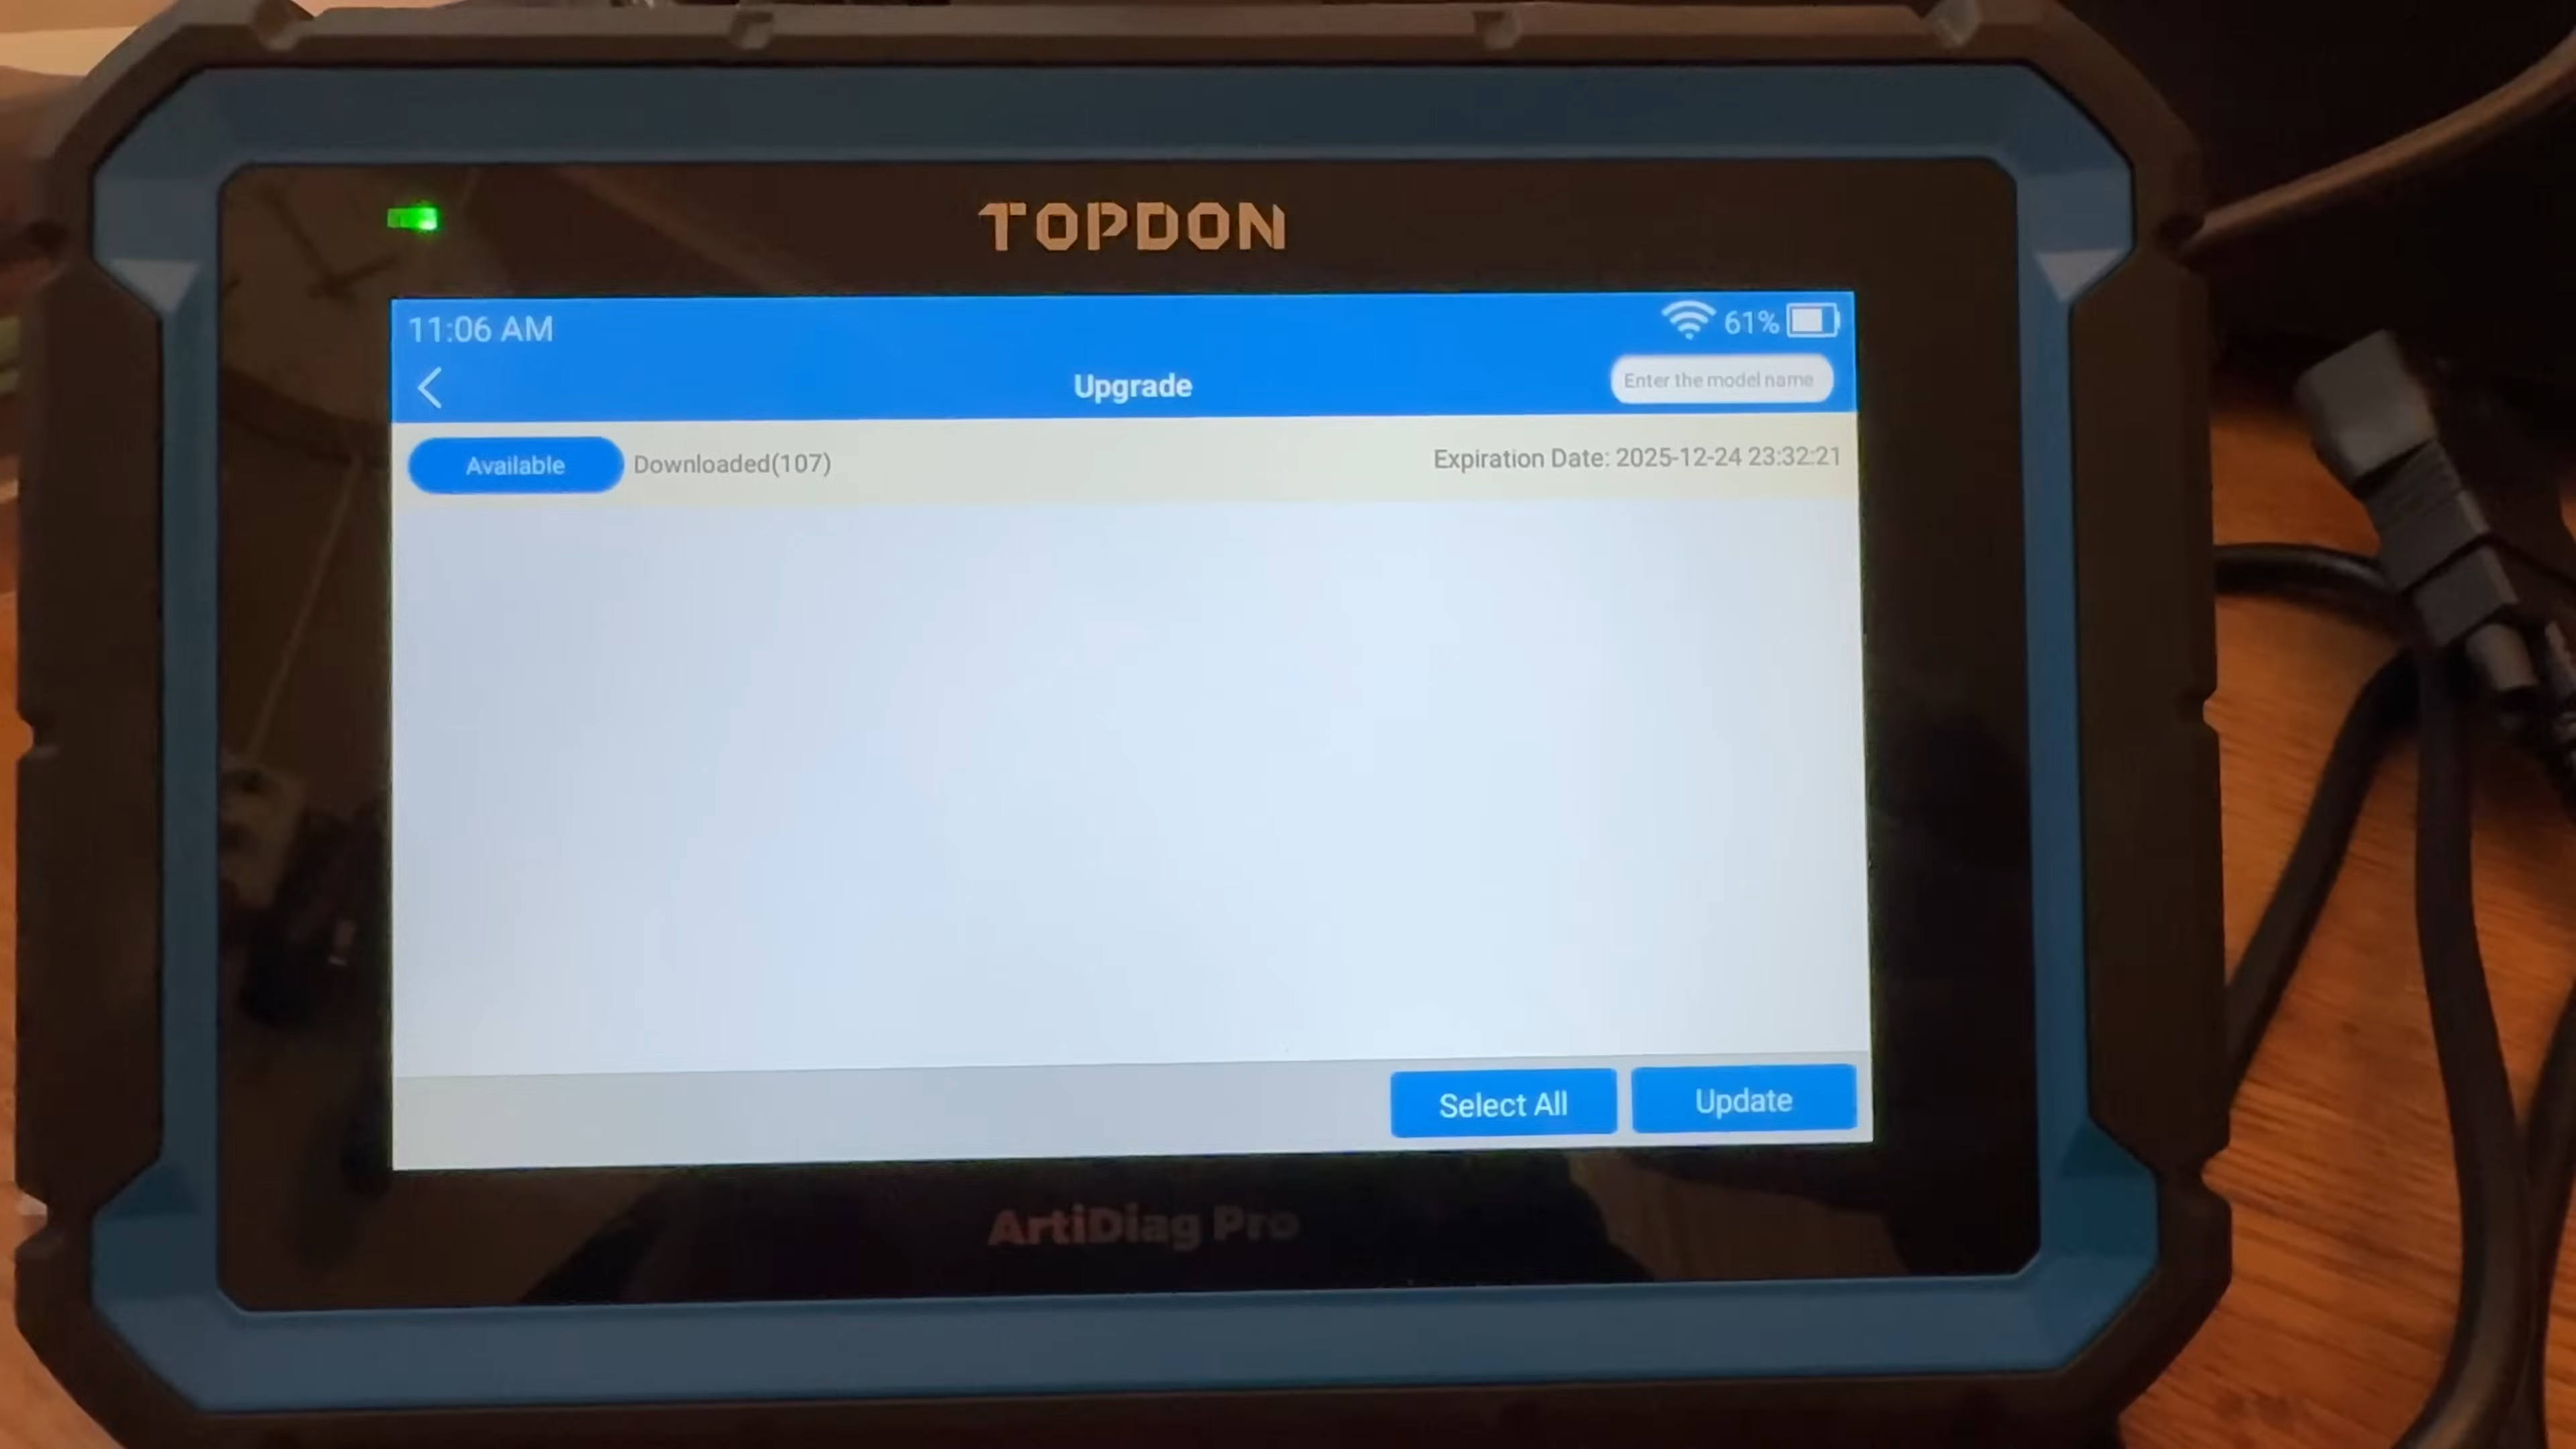 TOPDON
11:06 AM
61%
Upgrade
Enter the model name
Available
Downloaded(107)
Expiration Date: 2025-12-24 23:32:21
Select All
Update
ArtiDiag Pro